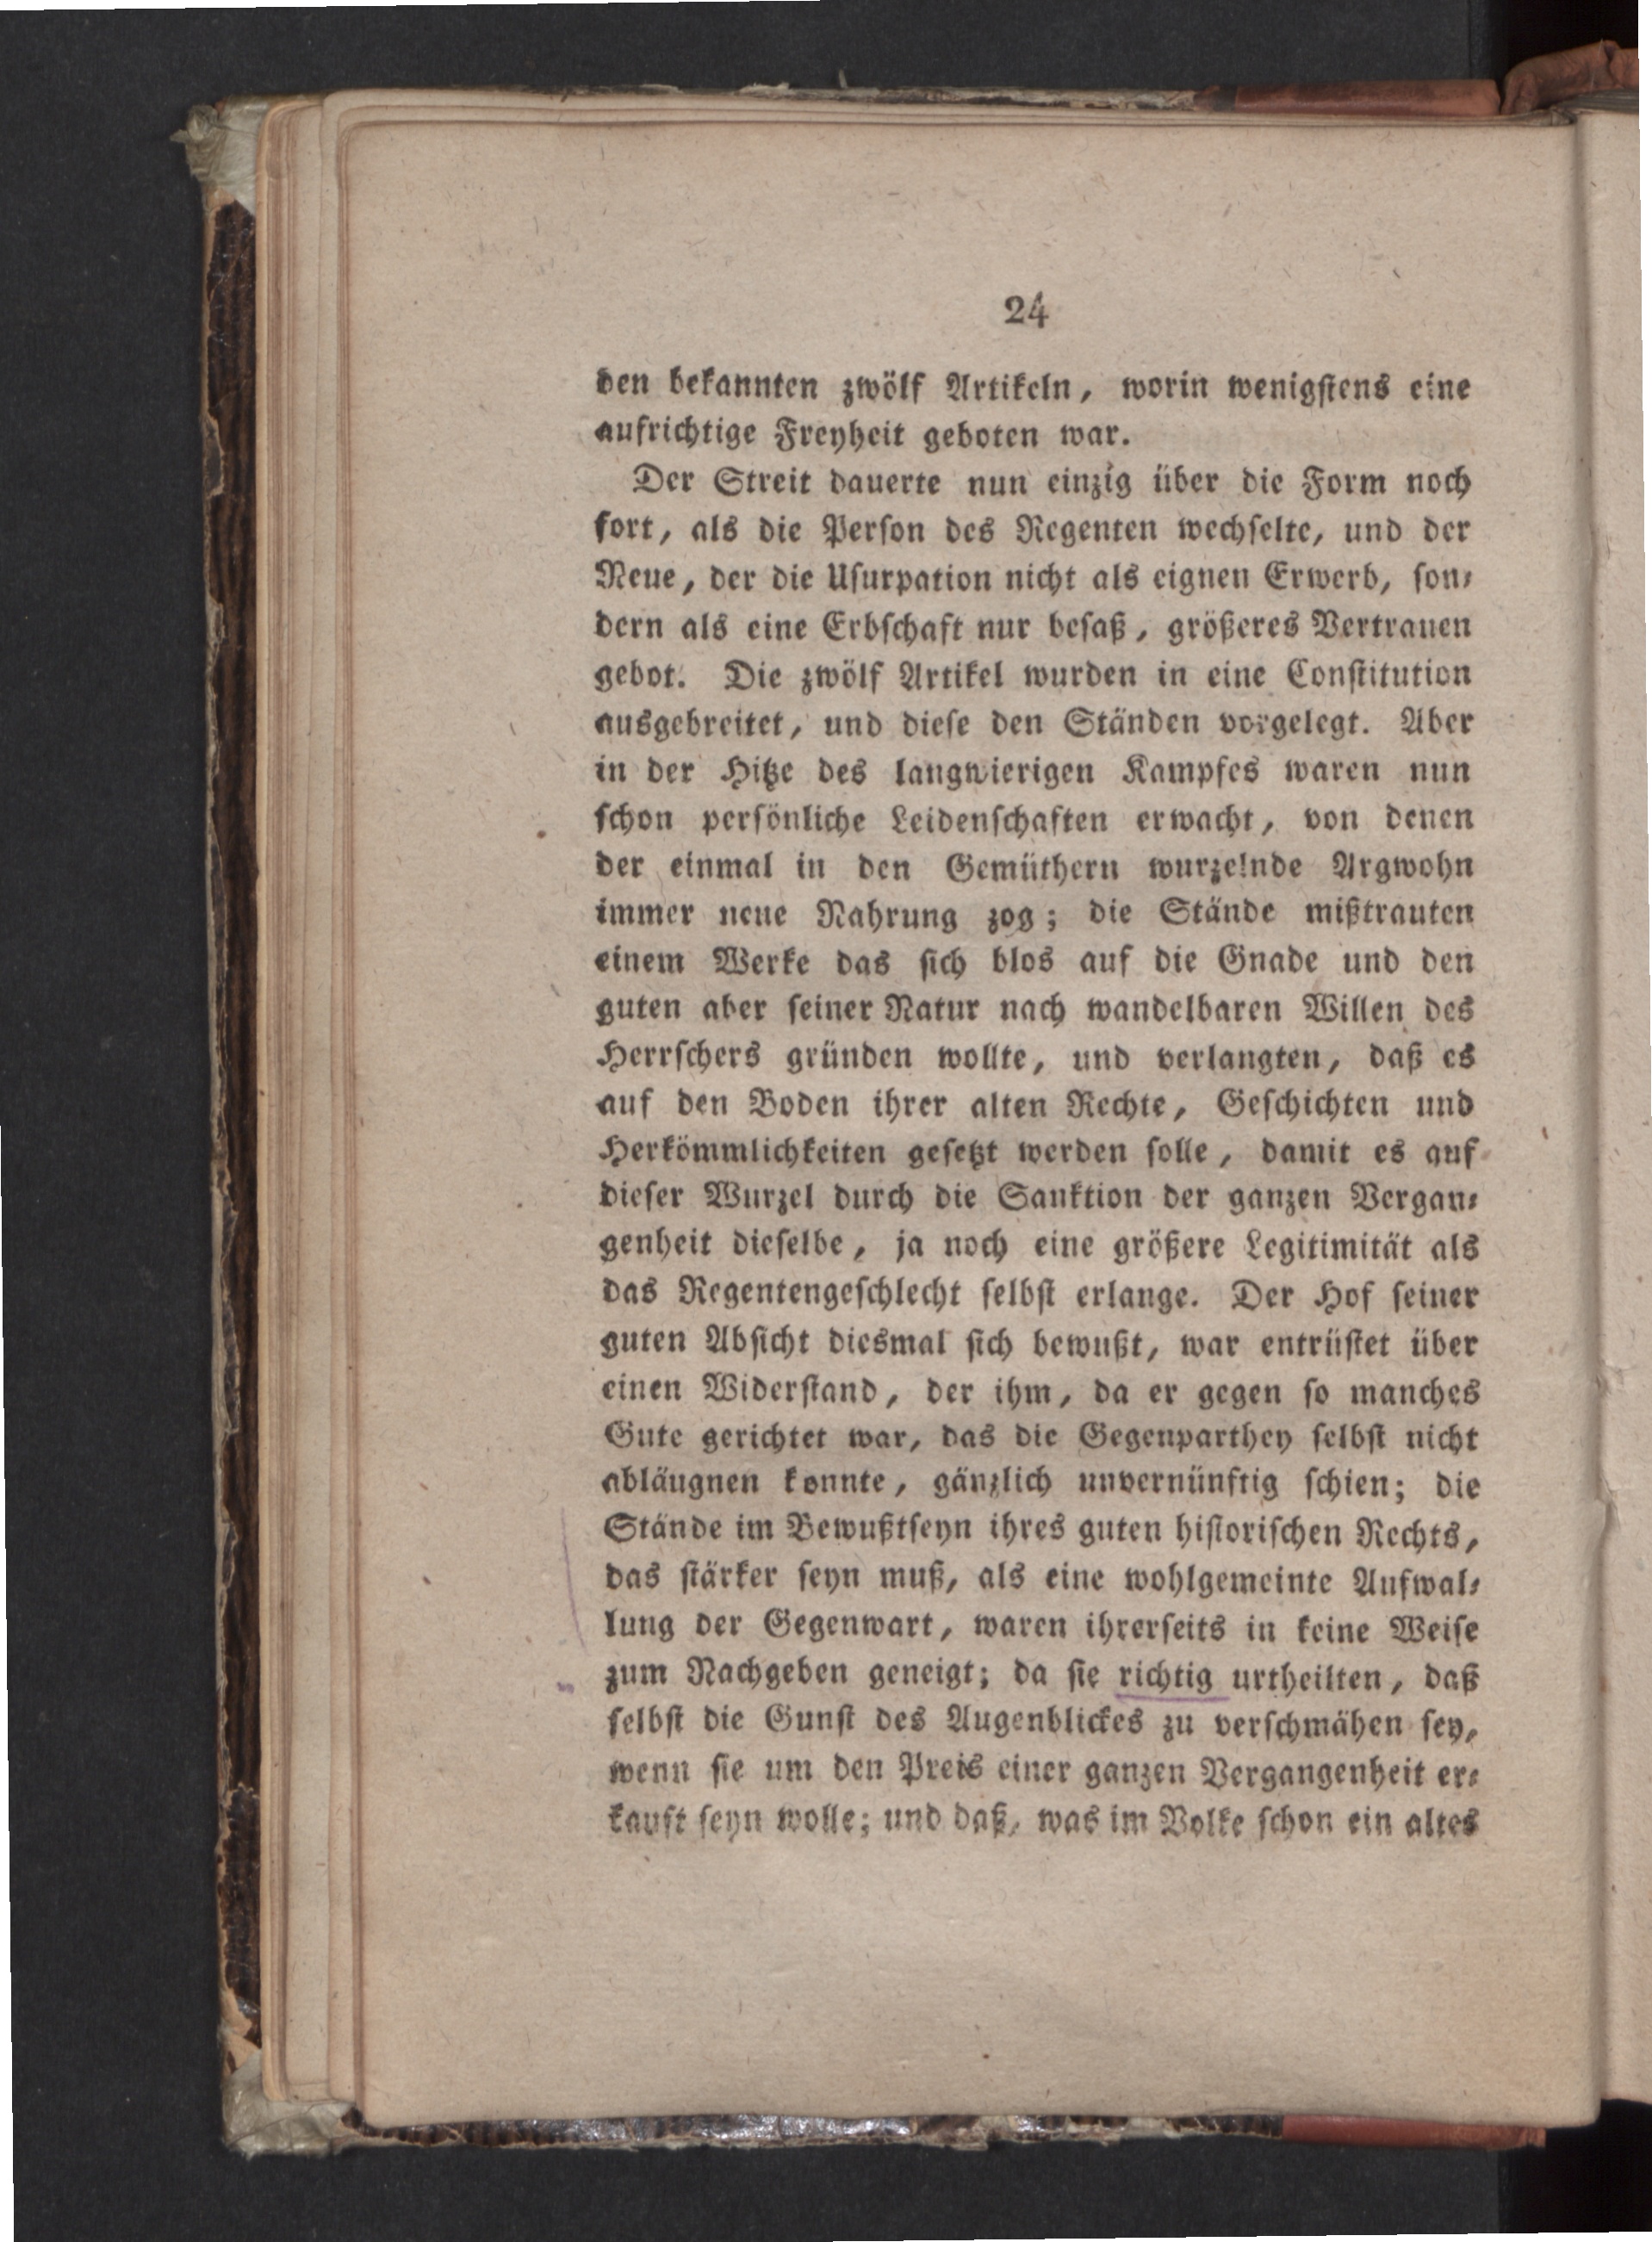 24
den bekannten zwölf Artikeln, worin wenigstens eine
aufrichtige Freyheit geboten war.
Der Streit dauerte nun einzig über die Form noch
fort, als die Person des Regenten wechselte, und der
Neue, der die Usurpation nicht als eignen Erwerb, son-
dern als eine Erbschaft nur besaß, größeres Vertrauen
gebot. Die zwölf Artikel wurden in eine Constitution
ausgebreitet, und diese den Ständen vorgelegt. Aber
in der Hitze des langwierigen Kampfes waren nun
schon persönliche Leidenschaften erwacht, von denen
der einmal in den Gemüthern wurzelnde Argwohn
immer neue Nahrung zog; die Stände mißtrauten
einem Werke das sich blos auf die Gnade und den
guten aber seiner Natur nach wandelbaren Willen des
Herrschers gründen wollte, und verlangten, daß es
auf den Boden ihrer alten Rechte, Geschichten und
Herkömmlichkeiten gesetzt werden solle, damit es auf
dieser Wurzel durch die Sanktion der ganzen Vergan-
genheit dieselbe, ja noch eine größere Legitimität als
das Regentengeschlecht selbst erlange. Der Hof seiner
guten Absicht diesmal sich bewußt, war entrüstet über
einen Widerstand, der ihm, da er gegen so manches
Gute gerichtet war, das die Gegenparthey selbst nicht
abläugnen konnte, gänzlich unvernünftig schien; die
Stände im Bewußtseyn ihres guten historischen Rechts,
das stärker seyn muß, als eine wohlgemeinte Aufwal-
lung der Gegenwart, waren ihrerseits in keine Weise
zum Nachgeben geneigt; da sie richtig urtheilten, daß
selbst die Gunst des Augenblickes zu verschmähen sey,
wenn sie um den Preis einer ganzen Vergangenheit er-
kauft seyn wolle; und daß, was im Volke schon ein altes